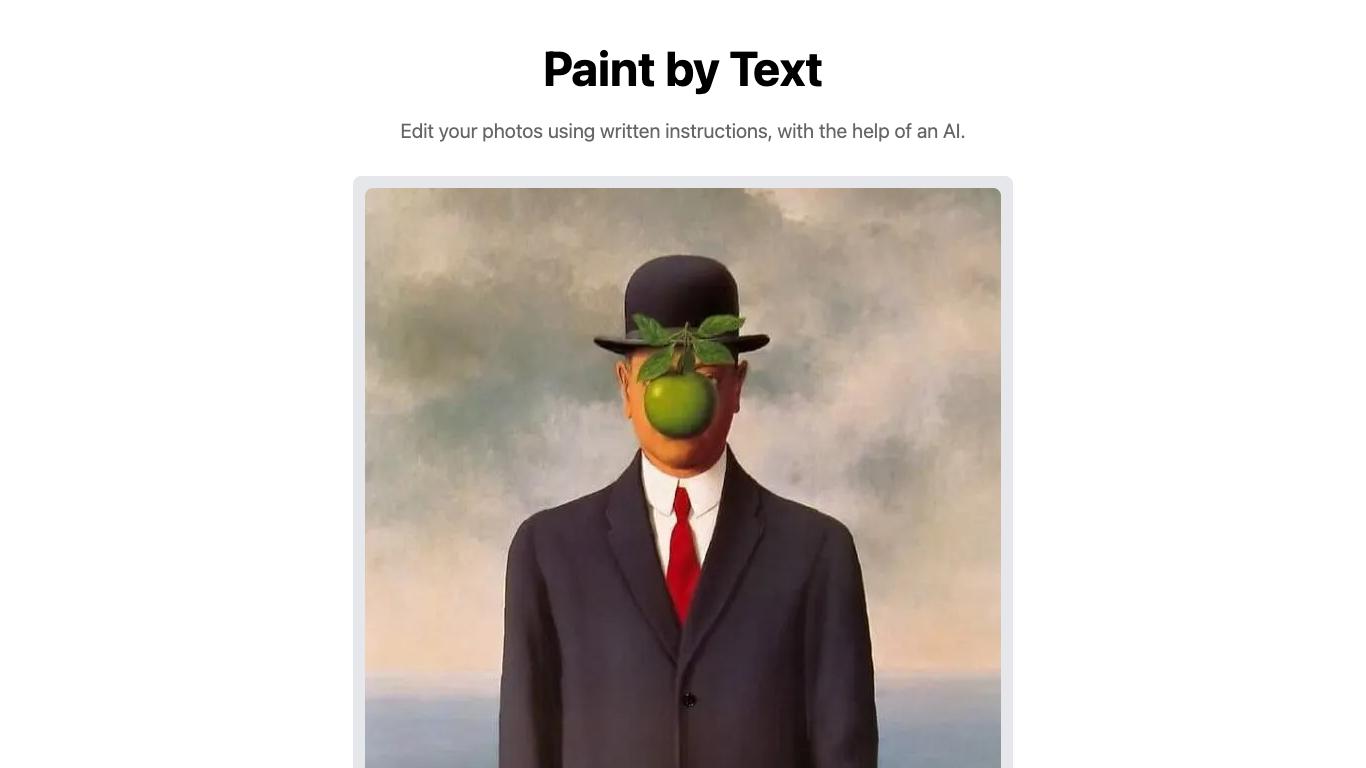 Paint by Text
Edit your photos using written instructions, with the help of an AI.